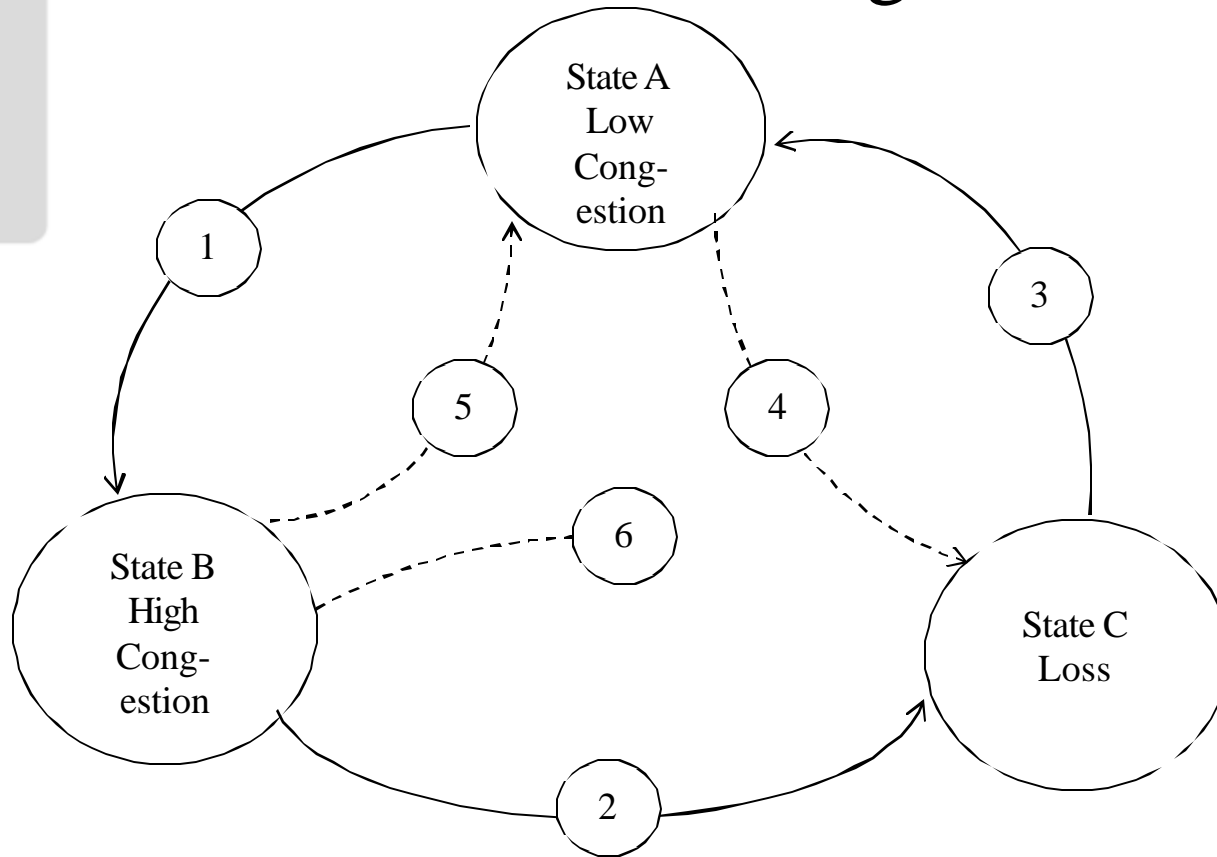 State A
Low
Cong-
estion
1
3
5
4
6
State B
High
Cong-
estion
State C
Loss
2